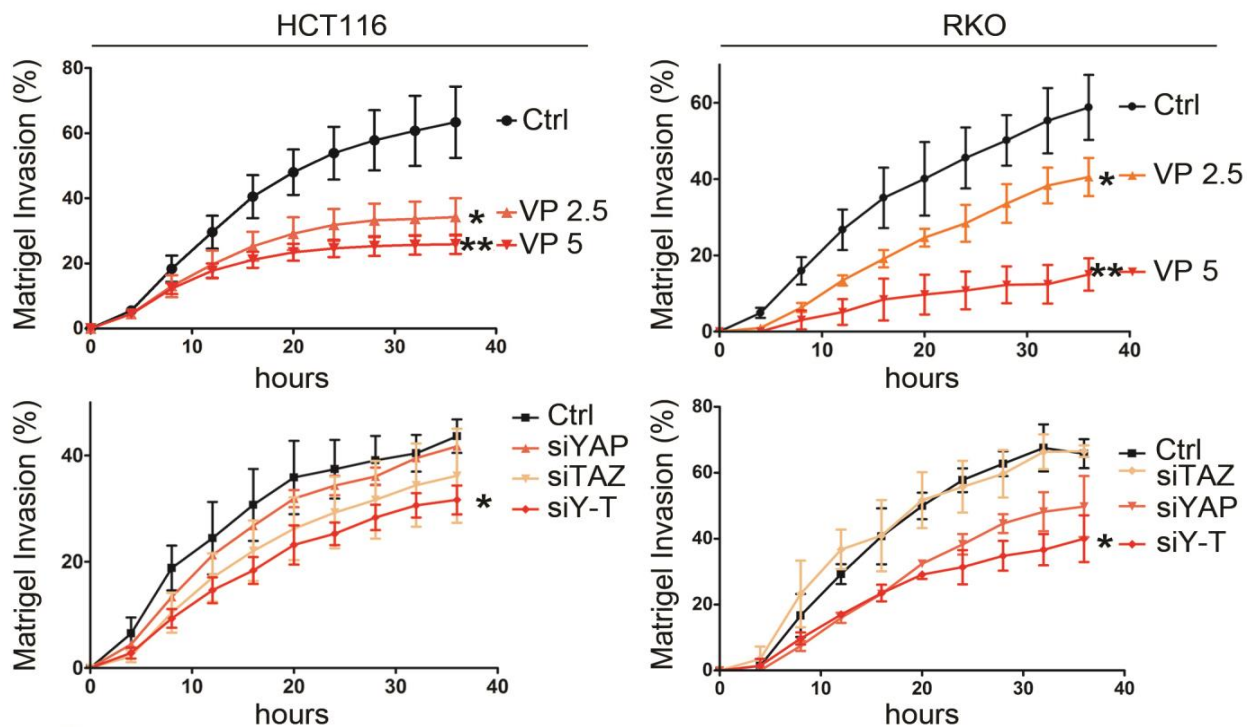 HCT116
RKO
Matrigel Invasion (%)
80
60
40
20
0
0 10 20 30 40
hours
Ctrl
* VP 2.5
** VP 5
Matrigel Invasion (%)
60
40
20
0
0 10 20 30 40
hours
Ctrl
* VP 2.5
** VP 5
Matrigel Invasion (%)
40
20
0
0 10 20 30 40
hours
Ctrl
siYAP
siTAZ
siY-T
*
Matrigel Invasion (%)
80
60
40
20
0
0 10 20 30 40
hours
Ctrl
siTAZ
siYAP
* siY-T